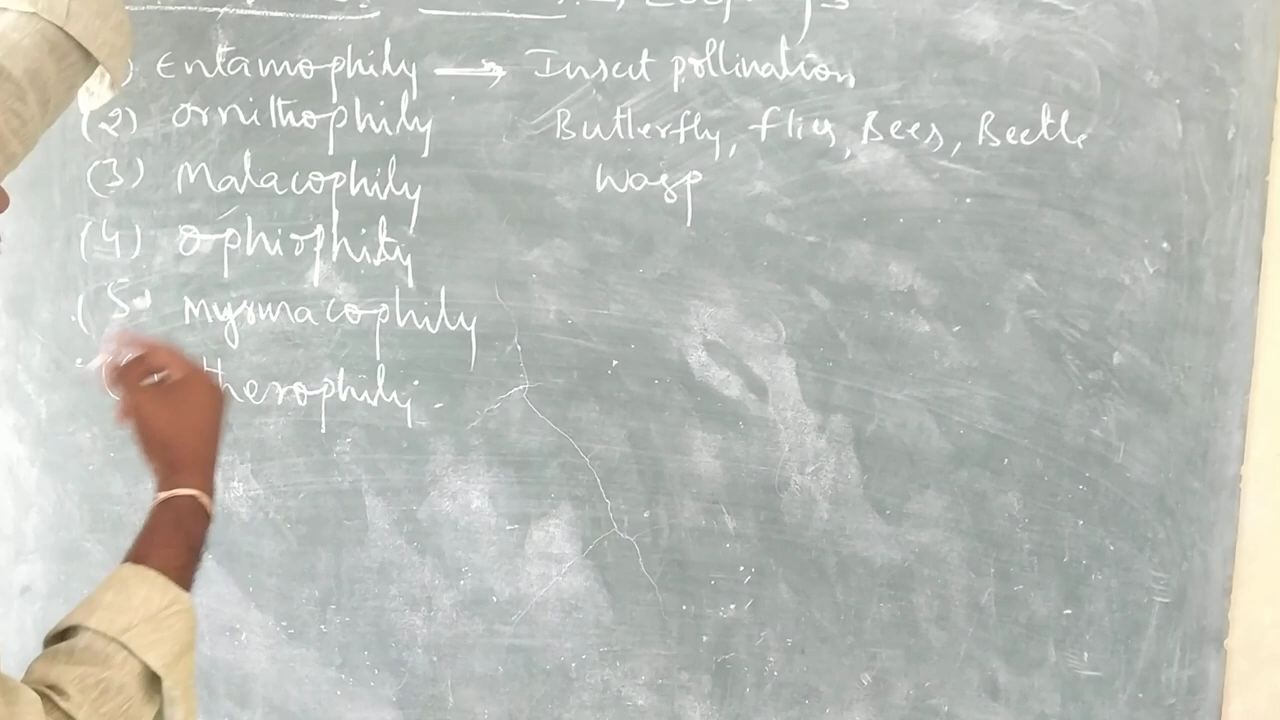 ) Entamophily → Insect pollination
(2) Ornithophily Butterfly, flies, Bees, Beetle
(3) Malacophily Wasp
(4) Ophiophily
(5) Myrmacophily
therophily.